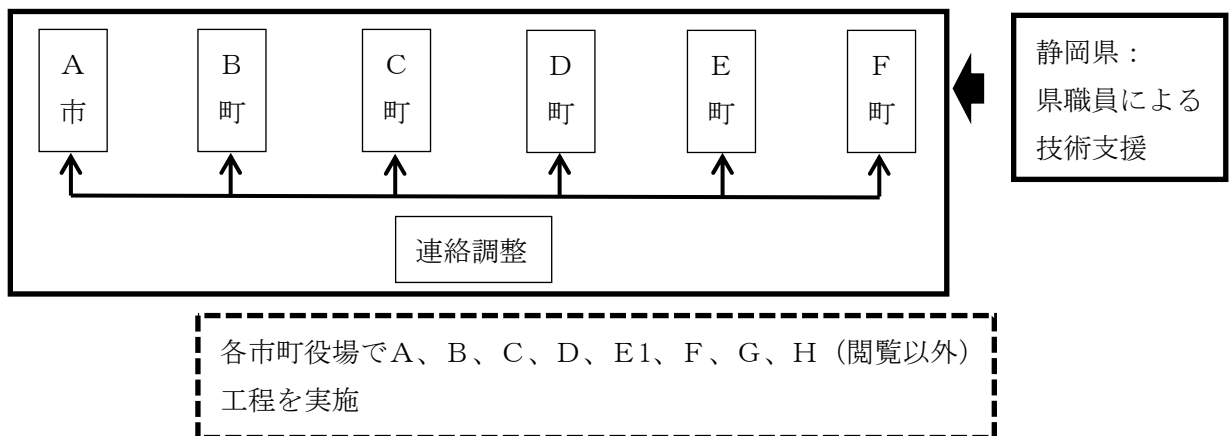 A
市
B
町
C
町
D
町
E
町
F
町
静岡県：
県職員による
技術支援
連絡調整
各市町役場でA、B、C、D、E1、F、G、H（閲覧以外）
工程を実施